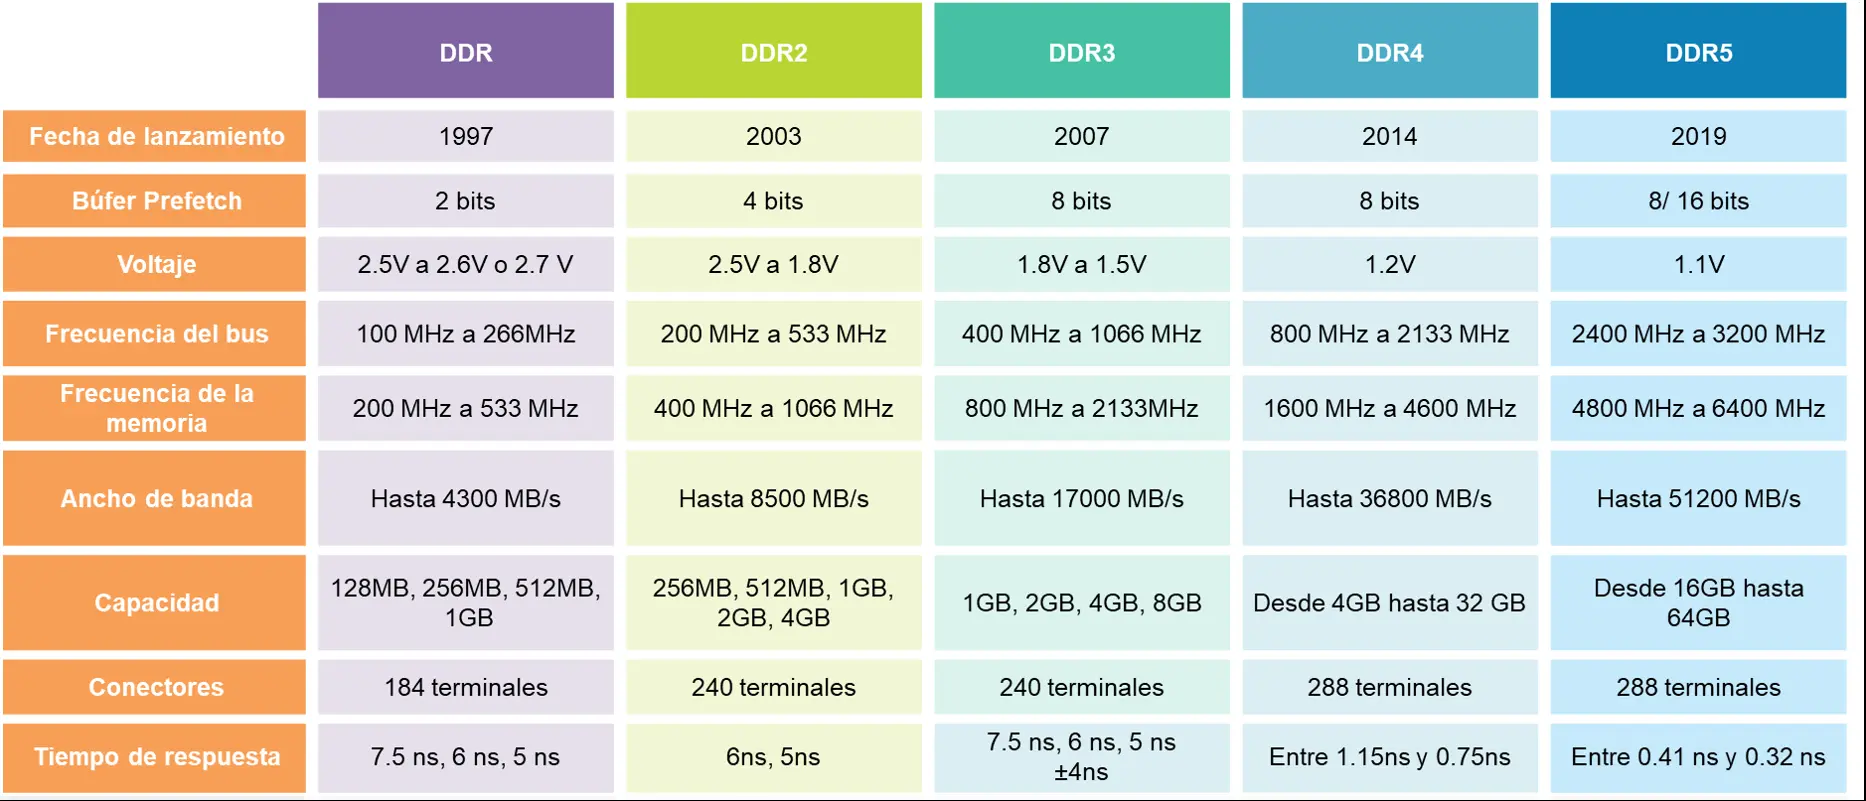 DDR DDR2 DDR3 DDR4 DDR5
Fecha de lanzamiento 1997 2003 2007 2014 2019
Búfer Prefetch 2 bits 4 bits 8 bits 8 bits 8/ 16 bits
Voltaje 2.5V a 2.6V o 2.7 V 2.5V a 1.8V 1.8V a 1.5V 1.2V 1.1V
Frecuencia del bus 100 MHz a 266MHz 200 MHz a 533 MHz 400 MHz a 1066 MHz 800 MHz a 2133 MHz 2400 MHz a 3200 MHz
Frecuencia de la
memoria 200 MHz a 533 MHz 400 MHz a 1066 MHz 800 MHz a 2133MHz 1600 MHz a 4600 MHz 4800 MHz a 6400 MHz
Ancho de banda Hasta 4300 MB/s Hasta 8500 MB/s Hasta 17000 MB/s Hasta 36800 MB/s Hasta 51200 MB/s
Capacidad 128MB, 256MB, 512MB,
1GB 256MB, 512MB, 1GB,
2GB, 4GB 1GB, 2GB, 4GB, 8GB Desde 4GB hasta 32 GB Desde 16GB hasta
64GB
Conectores 184 terminales 240 terminales 240 terminales 288 terminales 288 terminales
Tiempo de respuesta 7.5 ns, 6 ns, 5 ns 6ns, 5ns 7.5 ns, 6 ns, 5 ns
±4ns Entre 1.15ns y 0.75ns Entre 0.41 ns y 0.32 ns